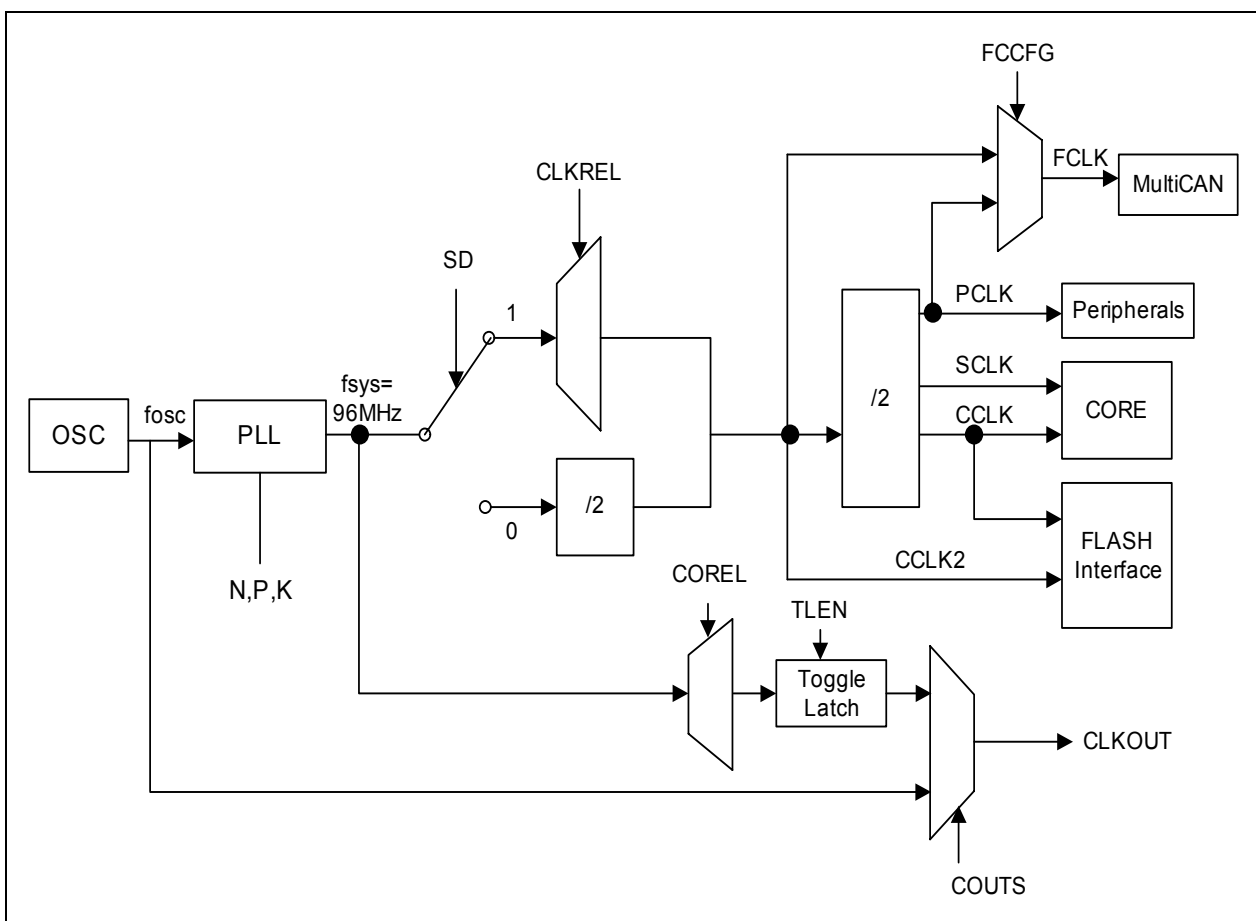 FCCFG
FCLK
MultiCAN
CLKREL
SD
1
PCLK
Peripherals
SCLK
CORE
CCLK
/2
fsys=
96MHz
OSC
fosc
PLL
/2
0
FLASH
Interface
CCLK2
N,P,K
COREL
TLEN
Toggle
Latch
CLKOUT
COUTS